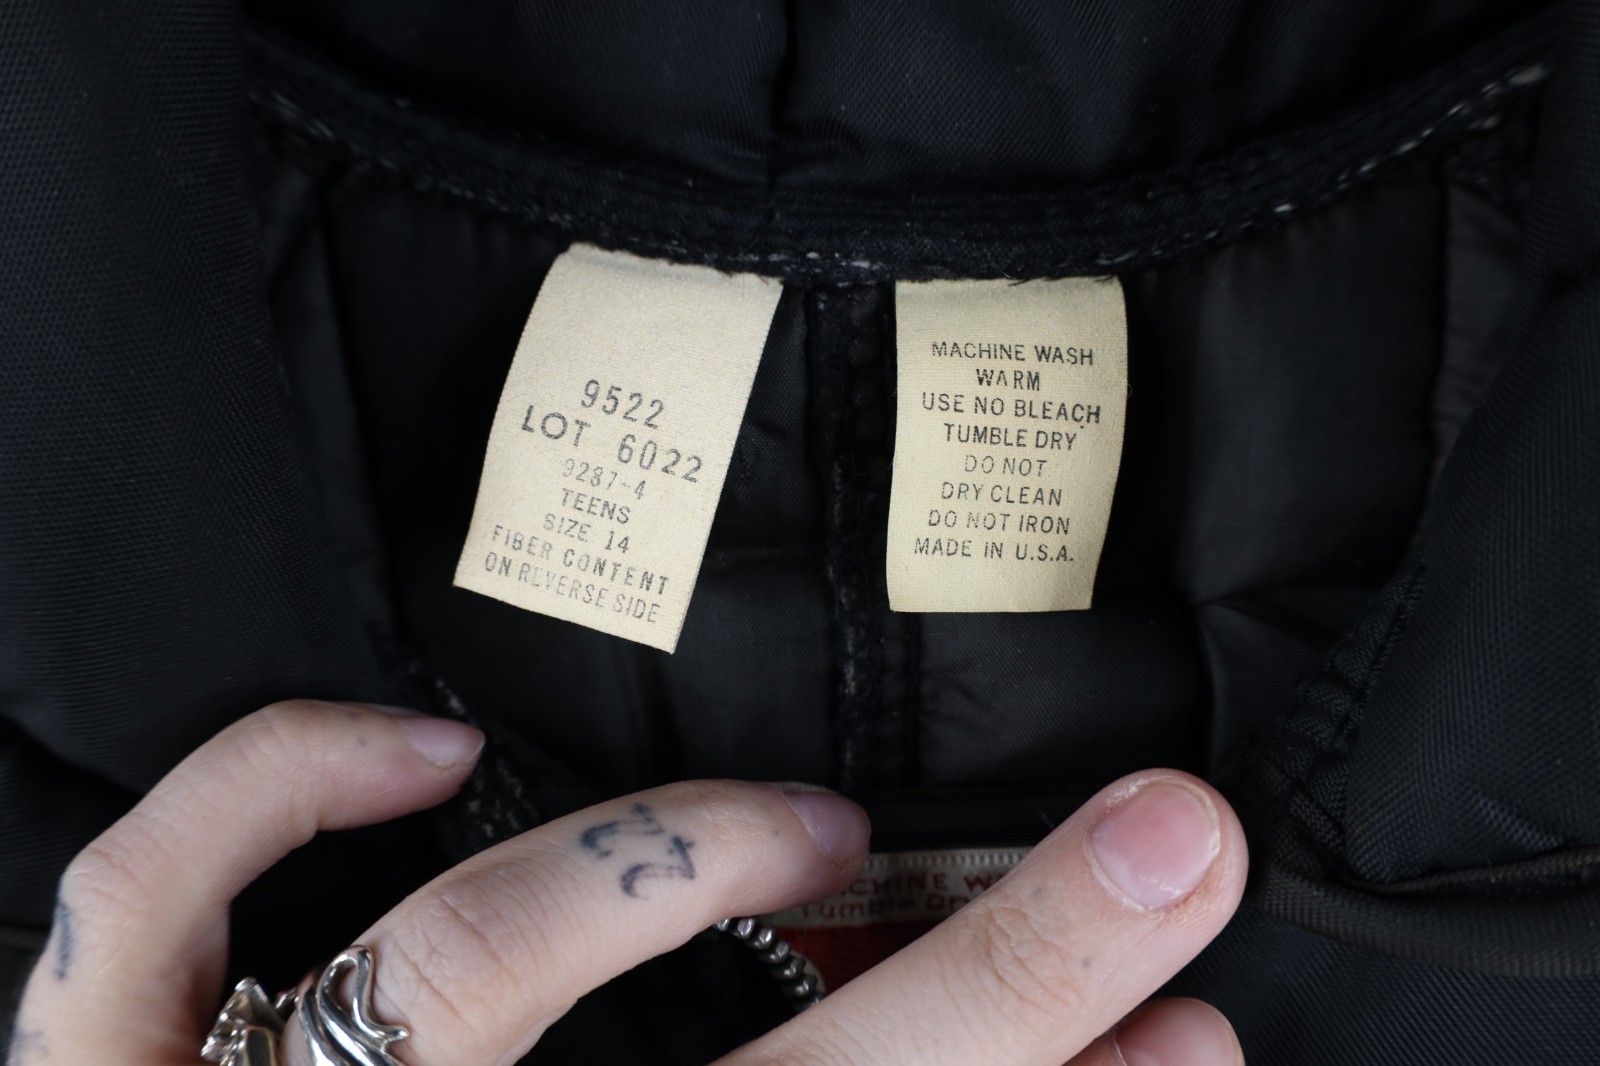 9522
LOT 6022
9287-4
TEENS
SIZE 14
FIBER CONTENT
ON REVERSE SIDE
MACHINE WASH
WARM
USE NO BLEACH
TUMBLE DRY
DO NOT
DRY CLEAN
DO NOT IRON
MADE IN U.S.A.
Tumble